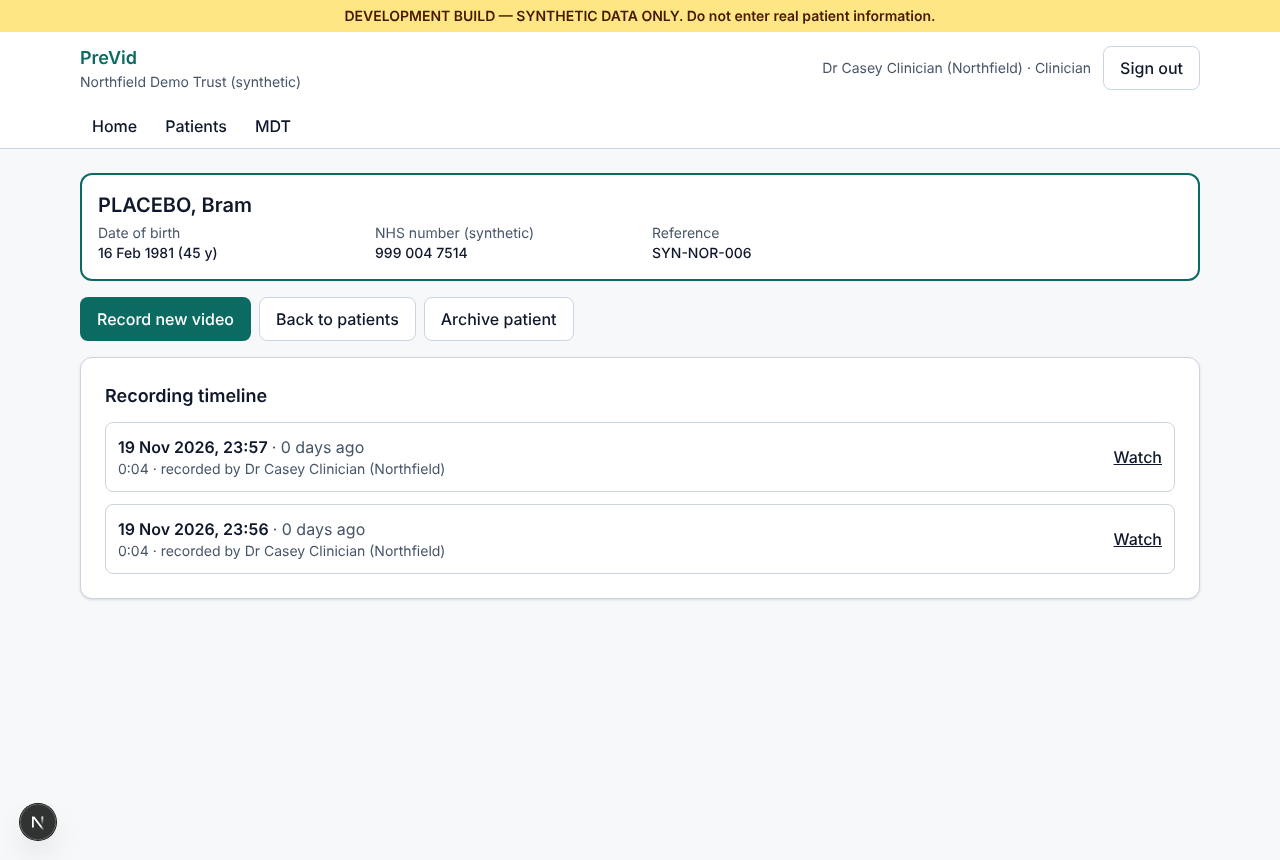 DEVELOPMENT BUILD — SYNTHETIC DATA ONLY. Do not enter real patient information.
PreVid
Northfield Demo Trust (synthetic)
Dr Casey Clinician (Northfield) · Clinician
Sign out
Home Patients MDT
PLACEBO, Bram
Date of birth NHS number (synthetic) Reference
16 Feb 1981 (45 y) 999 004 7514 SYN-NOR-006
Record new video Back to patients Archive patient
Recording timeline
19 Nov 2026, 23:57 · 0 days ago
0:04 · recorded by Dr Casey Clinician (Northfield)
Watch
19 Nov 2026, 23:56 · 0 days ago
0:04 · recorded by Dr Casey Clinician (Northfield)
Watch
N